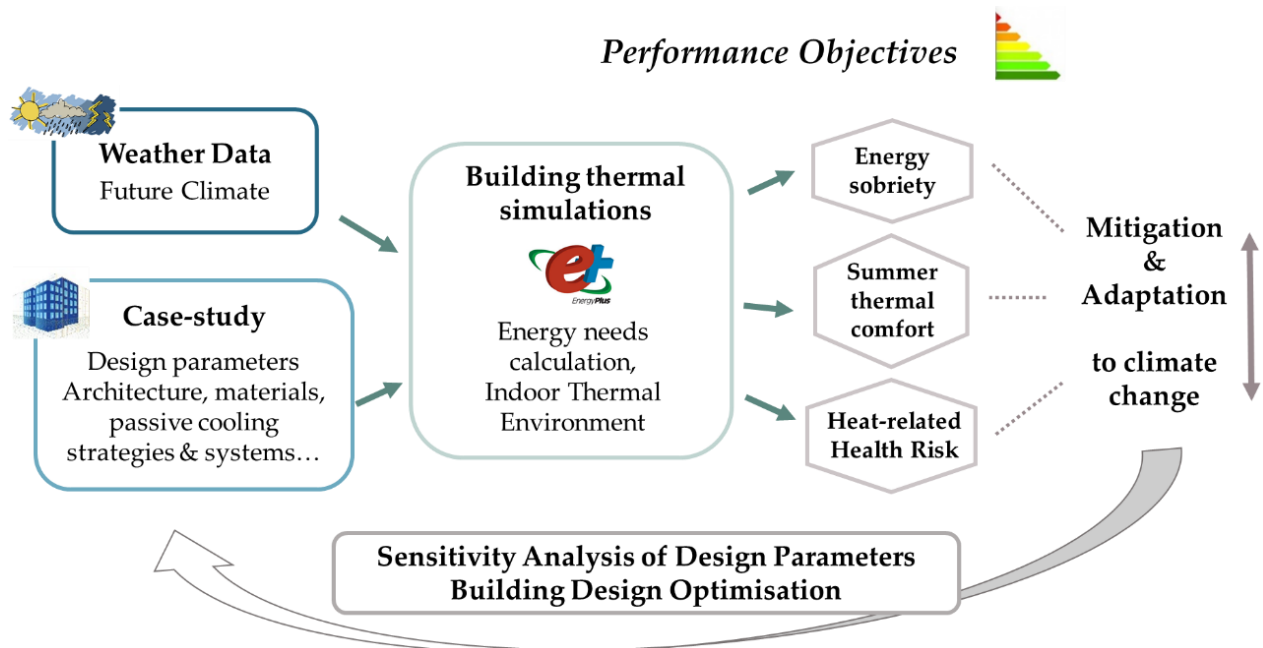 Performance Objectives
Weather Data
Future Climate
Case-study
Design parameters
Architecture, materials,
passive cooling
strategies & systems…
Building thermal
simulations
e+
EnergyPlus
Energy needs
calculation,
Indoor Thermal
Environment
Energy
sobriety
Summer
thermal
comfort
Heat-related
Health Risk
Mitigation
&
Adaptation
to climate
change
Sensitivity Analysis of Design Parameters
Building Design Optimisation